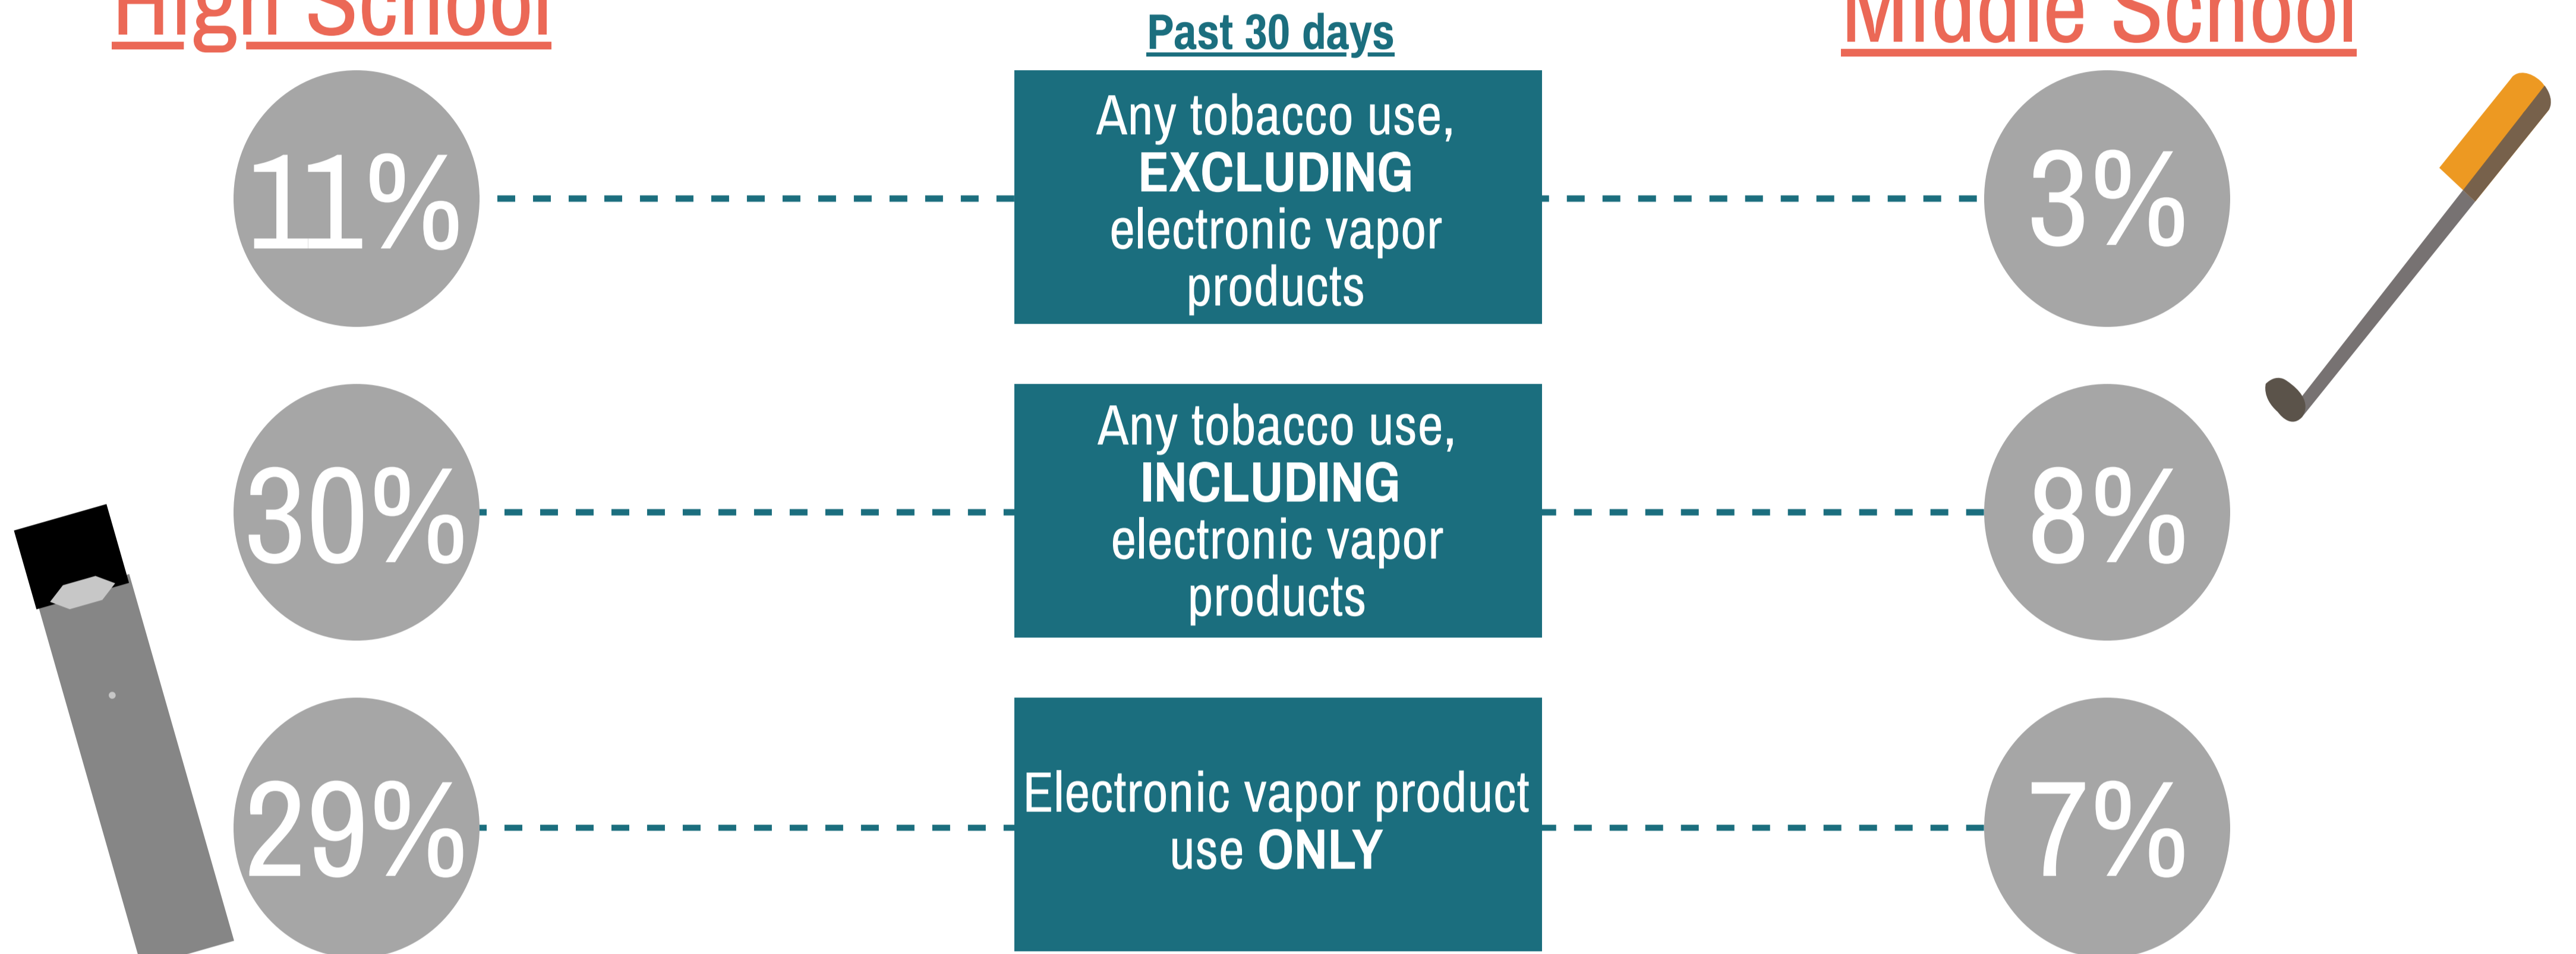 High School
Past 30 days
Middle School
11%
Any tobacco use,
EXCLUDING
electronic vapor
products
3%
30%
Any tobacco use,
INCLUDING
electronic vapor
products
8%
29%
Electronic vapor product
use ONLY
7%